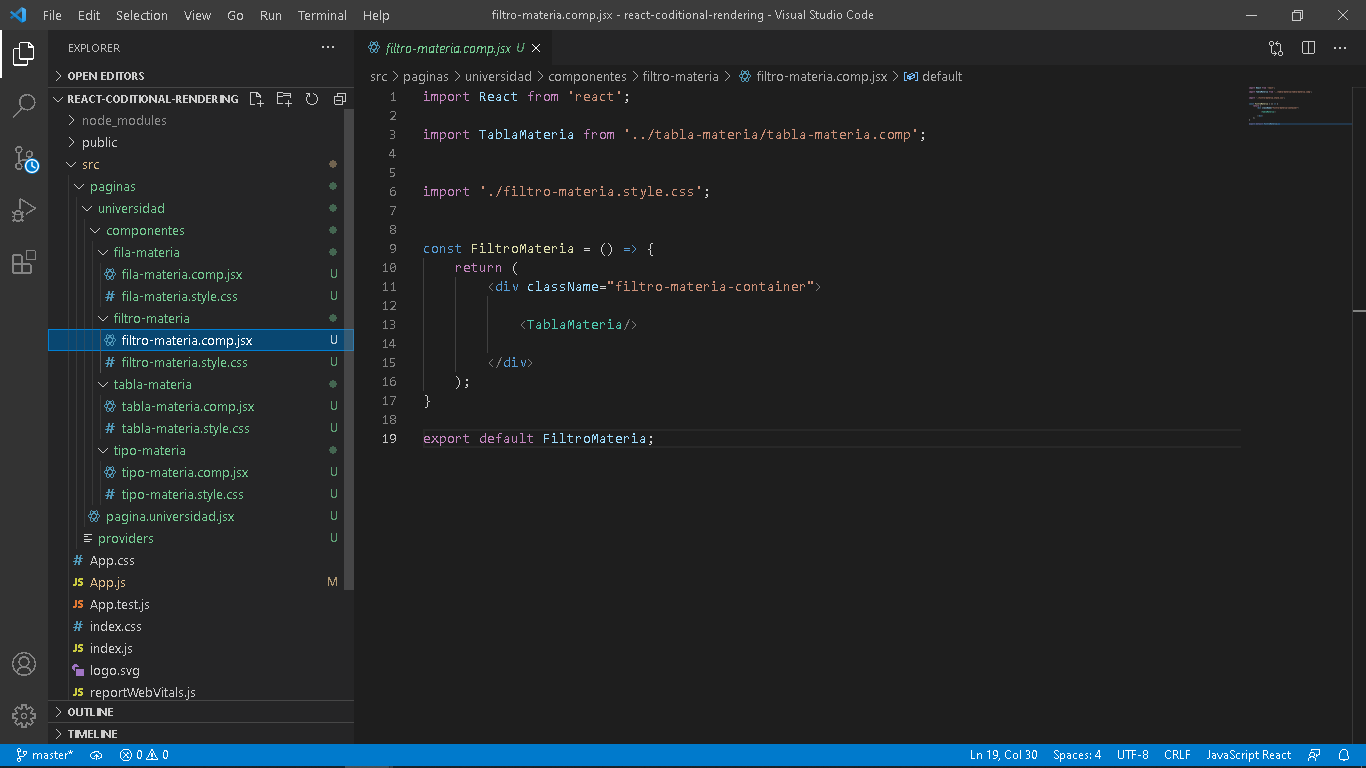 File Edit Selection View Go Run Terminal Help filtro-materia.comp.jsx - react-coditional-rendering - Visual Studio Code
EXPLORER
OPEN EDITORS
REACT-CODITIONAL-RENDERING
node_modules
public
src
paginas
universidad
componentes
fila-materia
fila-materia.comp.jsx U
fila-materia.style.css U
filtro-materia
filtro-materia.comp.jsx U
filtro-materia.style.css U
tabla-materia
tabla-materia.comp.jsx U
tabla-materia.style.css U
tipo-materia
tipo-materia.comp.jsx U
tipo-materia.style.css U
pagina.universidad.jsx U
providers U
App.css
App.js M
App.test.js
index.css
index.js
logo.svg
reportWebVitals.js
OUTLINE
TIMELINE
filtro-materia.comp.jsx U
src > paginas > universidad > componentes > filtro-materia > filtro-materia.comp.jsx > default
1 import React from 'react';
2
3 import TablaMateria from '../tabla-materia/tabla-materia.comp';
4
5
6 import './filtro-materia.style.css';
7
8
9 const FiltroMateria = () => {
10 return (
11 <div className="filtro-materia-container">
12
13 <TablaMateria/>
14
15 </div>
16 );
17 }
18
19 export default FiltroMateria;
master* 0 0 Ln 19, Col 30 Spaces: 4 UTF-8 CRLF JavaScript React